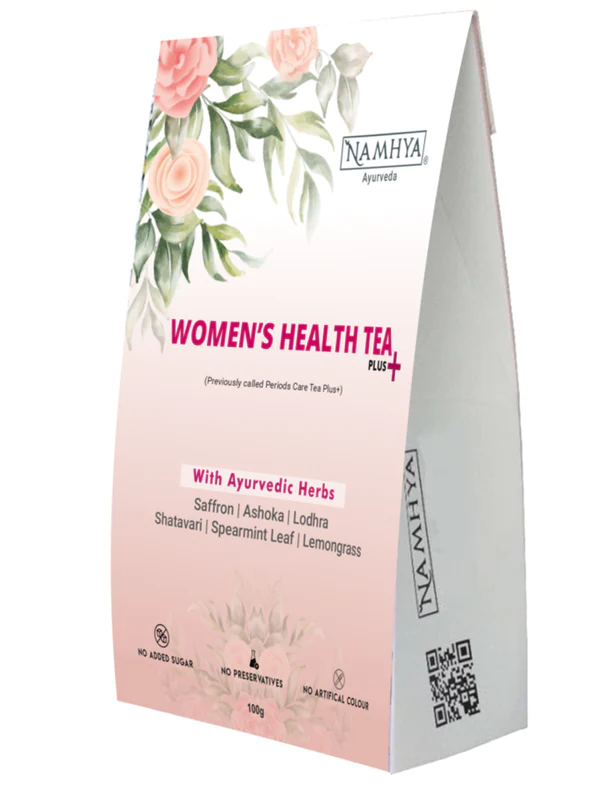 NAMHYA®
Ayurveda
WOMEN'S HEALTH TEA
PLUS+
(Previously called Periods Care Tea Plus+)
With Ayurvedic Herbs
Saffron | Ashoka | Lodhra
Shatavari | Spearmint Leaf | Lemongrass
NO ADDED SUGAR
NO PRESERVATIVES
NO ARTIFICAL COLOUR
100g
NAMHYA